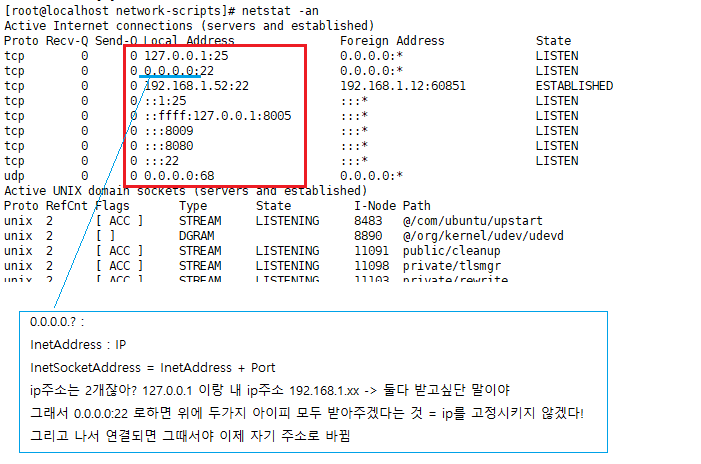 [root@localhost network-scripts]# netstat -an
Active Internet connections (servers and established)
Proto Recv-Q Send-Q Local Address Foreign Address State
tcp 0 0 127.0.0.1:25 0.0.0.0:* LISTEN
tcp 0 0 0.0.0.0:22 0.0.0.0:* LISTEN
tcp 0 0 192.168.1.52:22 192.168.1.12:60851 ESTABLISHED
tcp 0 0 ::1:25 :::* LISTEN
tcp 0 0 ::ffff:127.0.0.1:8005 :::* LISTEN
tcp 0 0 :::8009 :::* LISTEN
tcp 0 0 :::8080 :::* LISTEN
tcp 0 0 :::22 :::* LISTEN
udp 0 0 0.0.0.0:68 0.0.0.0:*
Active UNIX domain sockets (servers and established)
Proto RefCnt Flags Type State I-Node Path
unix 2 [ ACC ] STREAM LISTENING 8483 @/com/ubuntu/upstart
unix 2 [ ] DGRAM 8890 @/org/kernel/udev/udevd
unix 2 [ ACC ] STREAM LISTENING 11091 public/cleanup
unix 2 [ ACC ] STREAM LISTENING 11098 private/tlsmgr
unix 2 [ ACC ] STREAM LISTENING 11103 private/rewrite
0.0.0.0.? :
InetAddress : IP
InetSocketAddress = InetAddress + Port
ip주소는 2개잖아? 127.0.0.1 이랑 내 ip주소 192.168.1.xx -> 둘다 받고싶단 말이야
그래서 0.0.0.0:22 로하면 위에 두가지 아이피 모두 받아주겠다는 것 = ip를 고정시키지 않겠다!
그리고 나서 연결되면 그때서야 이제 자기 주소로 바뀜